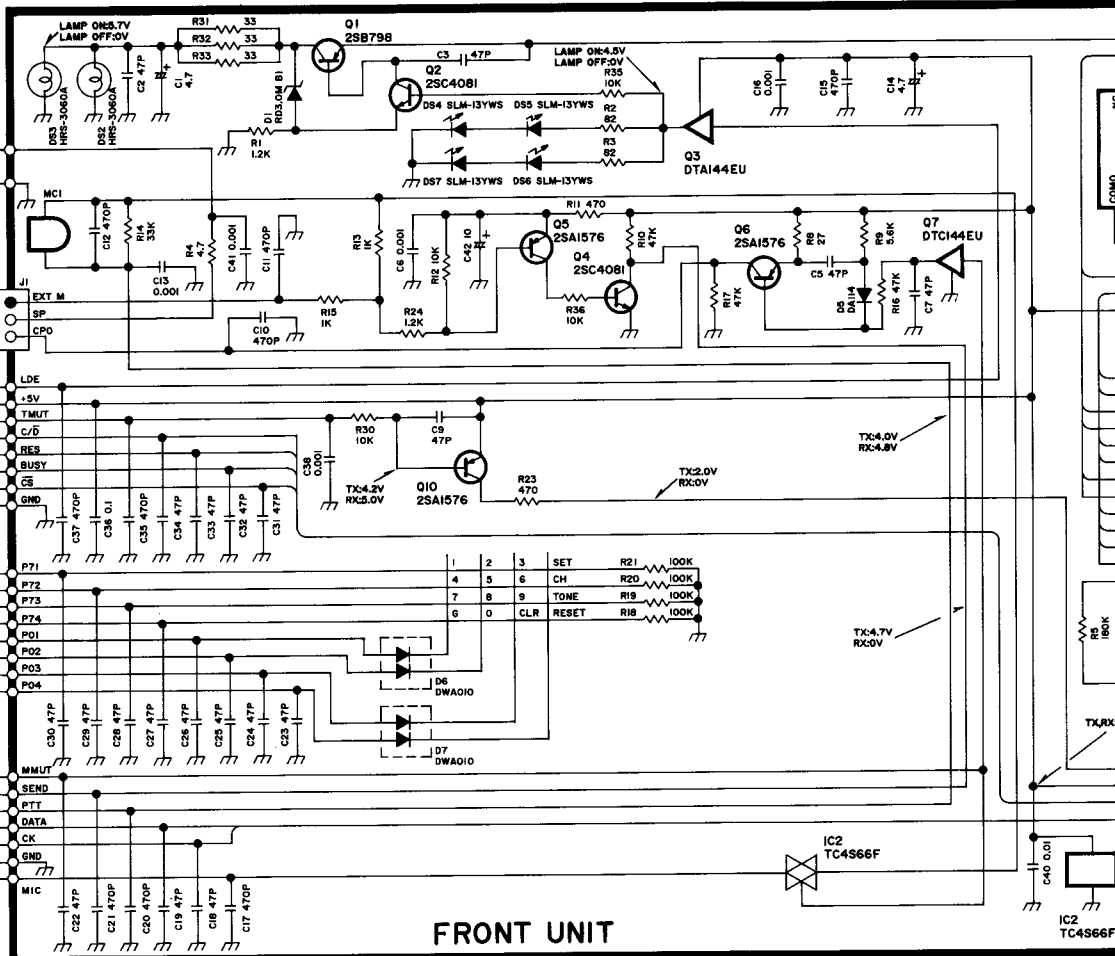 LAMP ON:5.7V
LAMP OFF:0V
R31 33
R32 33
R33 33
Q1
2SB798
C3 47P
Q2
2SC4081
LAMP ON:4.5V
LAMP OFF:0V
R35
10K
C2 47P
C1
4.7
DS3
HRS-3060A
DS2
HRS-3060A
D1
RD3.0M B1
R1
1.2K
DS4 SLM-13YWS DS5 SLM-13YWS
R2
82
R3
82
DS7 SLM-13YWS DS6 SLM-13YWS
Q3
DTA144EU
C16
0.001
C15
470P
C14
4.7
MC1
C12 470P
R14
33K
C13
0.001
R4
4.7
C41 0.001
C11 470P
R13
1K
C6 0.001
R12 10K
C42 10
R11 470
Q5
2SA1576
Q4
2SC4081
R10
47K
Q6
2SA1576
R8
27
R9
5.6K
Q7
DTC144EU
C5 47P
D5
DA114
R16 47K
C7 47P
R17
47K
R36
10K
R24
1.2K
R15
1K
C10
470P
J1
EXT M
SP
CPO
LDE
+5V
TMUT
C/D̅
RES
BUSY
C̅S̅
GND
C37 470P
C36 0.1
C35 470P
C34 47P
C33 47P
C32 47P
C31 47P
C38
0.001
R30
10K
C9
47P
TX:4.2V
RX:5.0V
Q10
2SA1576
R23
470
TX:2.0V
RX:0V
TX:4.0V
RX:4.8V
P71
P72
P73
P74
P01
P02
P03
P04
1 2 3 SET R21 100K
4 5 6 CH R20 100K
7 8 9 TONE R19 100K
G 0 CLR RESET R18 100K
TX:4.7V
RX:0V
R5
180K
D6
DWA010
D7
DWA010
C30 47P
C29 47P
C28 47P
C27 47P
C26 47P
C25 47P
C24 47P
C23 47P
TX,RX:
MMUT
SEND
PTT
DATA
CK
GND
MIC
C22 47P
C21 470P
C20 470P
C19 47P
C18 47P
C17 470P
IC2
TC4S66F
C40 0.01
IC2
TC4S66F
FRONT UNIT